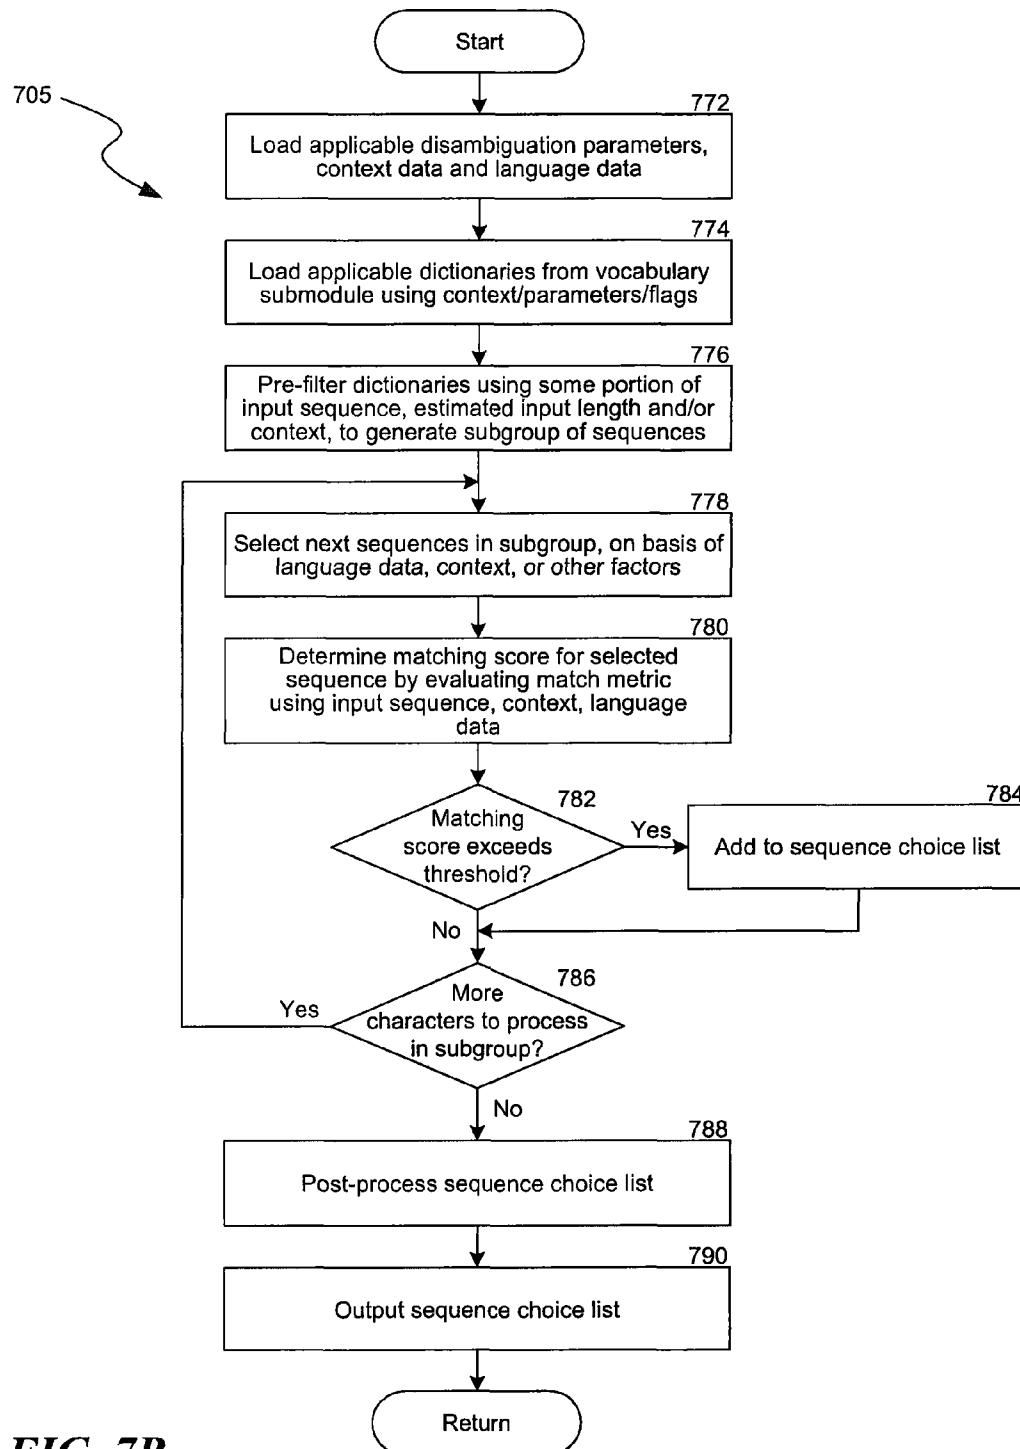 Start
705
772
Load applicable disambiguation parameters,
context data and language data
774
Load applicable dictionaries from vocabulary
submodule using context/parameters/flags
776
Pre-filter dictionaries using some portion of
input sequence, estimated input length and/or
context, to generate subgroup of sequences
778
Select next sequences in subgroup, on basis of
language data, context, or other factors
780
Determine matching score for selected
sequence by evaluating match metric
using input sequence, context, language
data
782
Matching
score exceeds
threshold?
Yes
784
Add to sequence choice list
No
786
More
characters to process
in subgroup?
Yes
No
788
Post-process sequence choice list
790
Output sequence choice list
Return
FIG. 7B